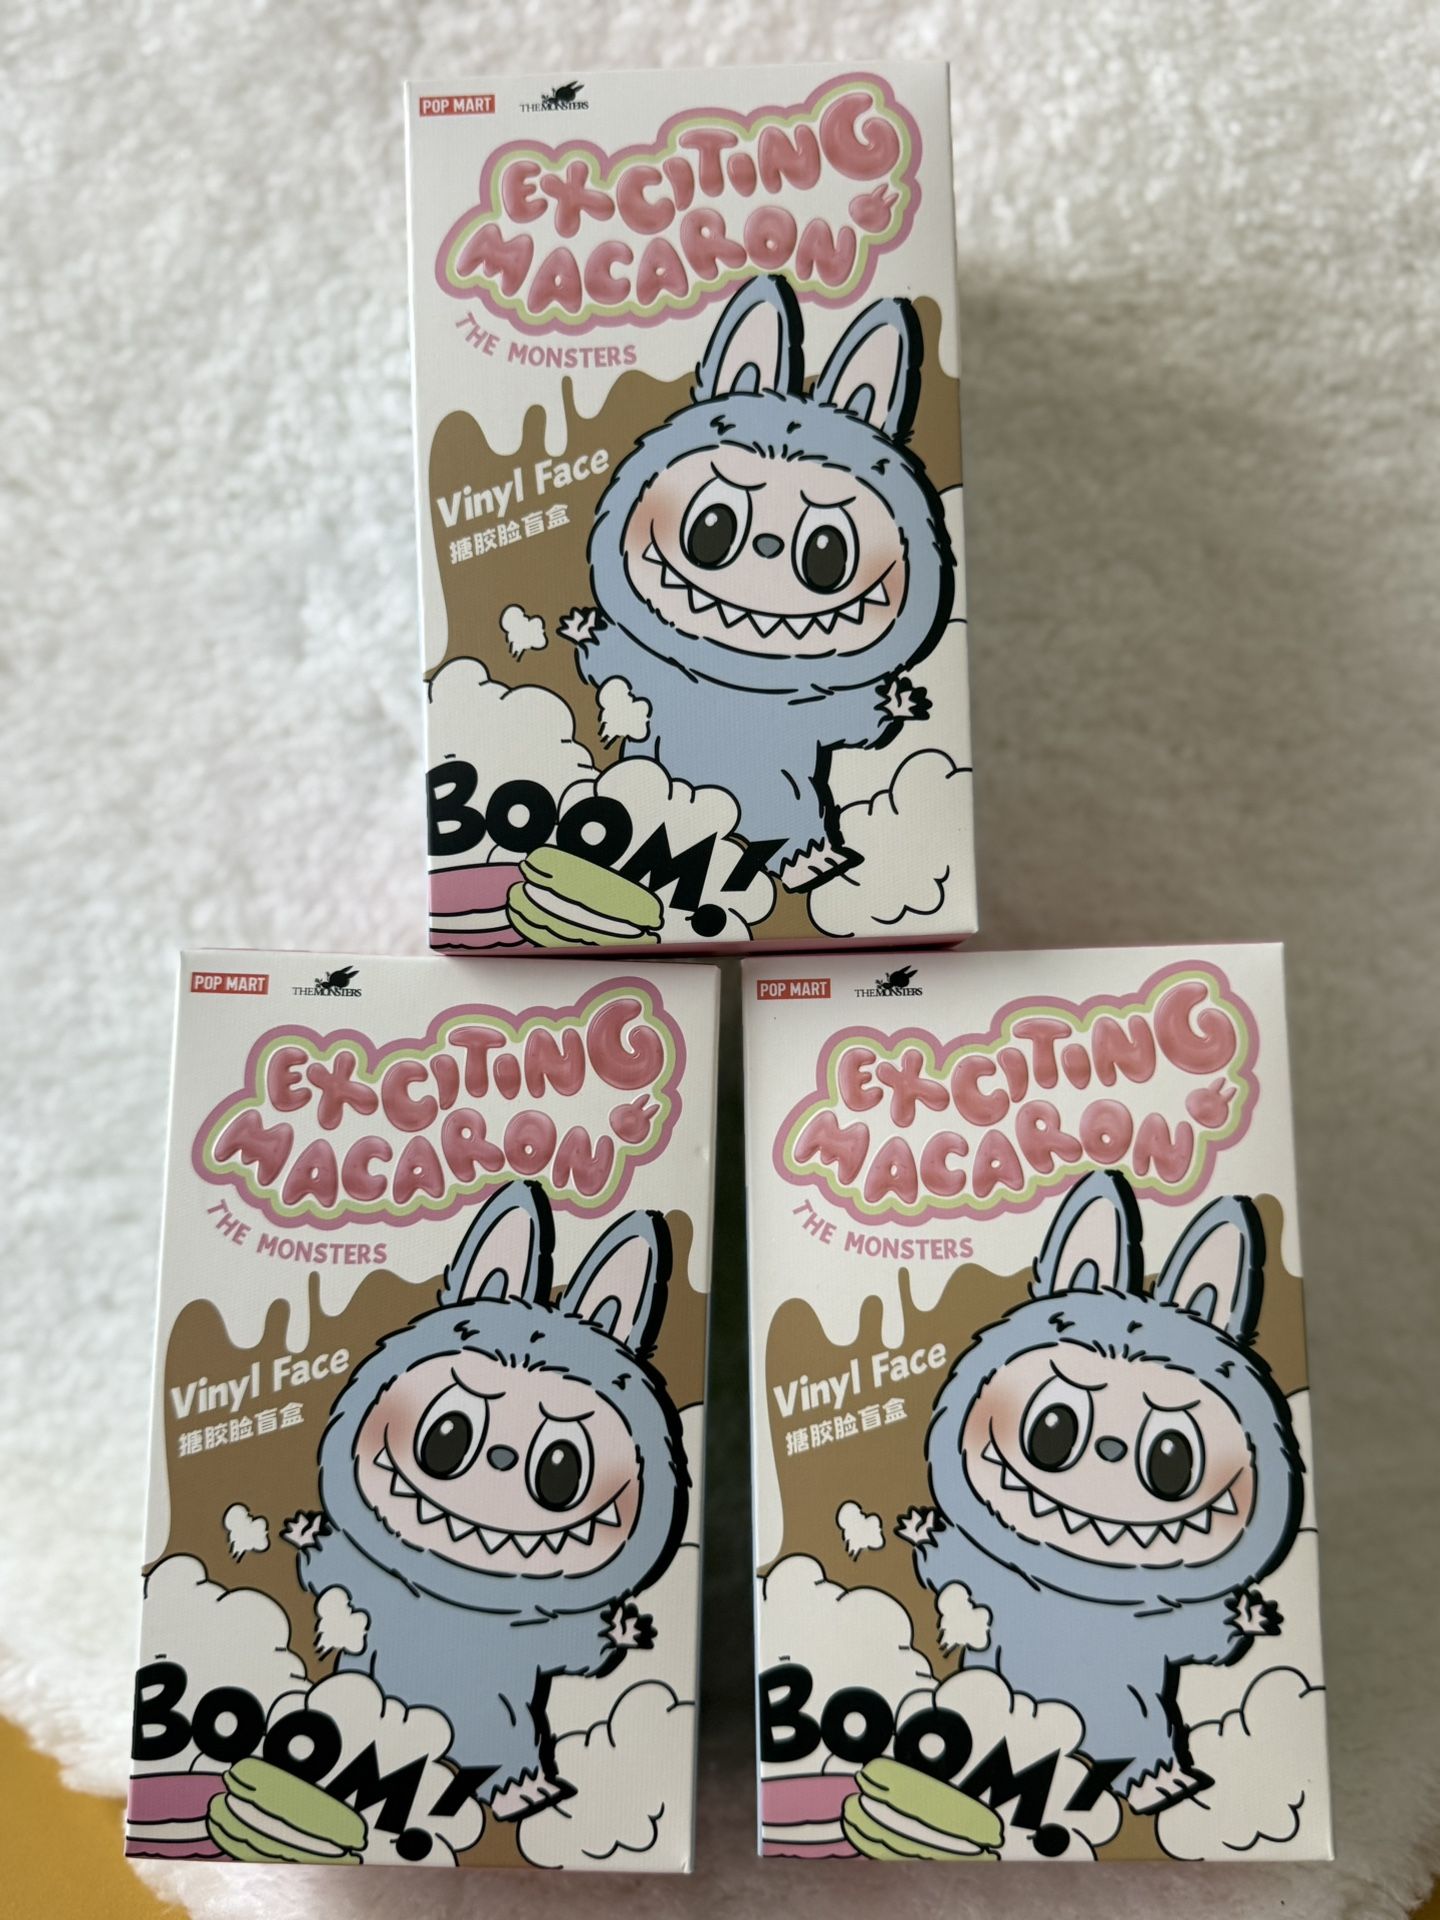 POP MART
THE MONSTERS
EXCITING
MACARON
THE MONSTERS
Vinyl Face
搪胶脸盲盒
BOOM!
POP MART
THE MONSTERS
EXCITING
MACARON
THE MONSTERS
Vinyl Face
搪胶脸盲盒
BOOM!
POP MART
THE MONSTERS
EXCITING
MACARON
THE MONSTERS
Vinyl Face
搪胶脸盲盒
BOOM!